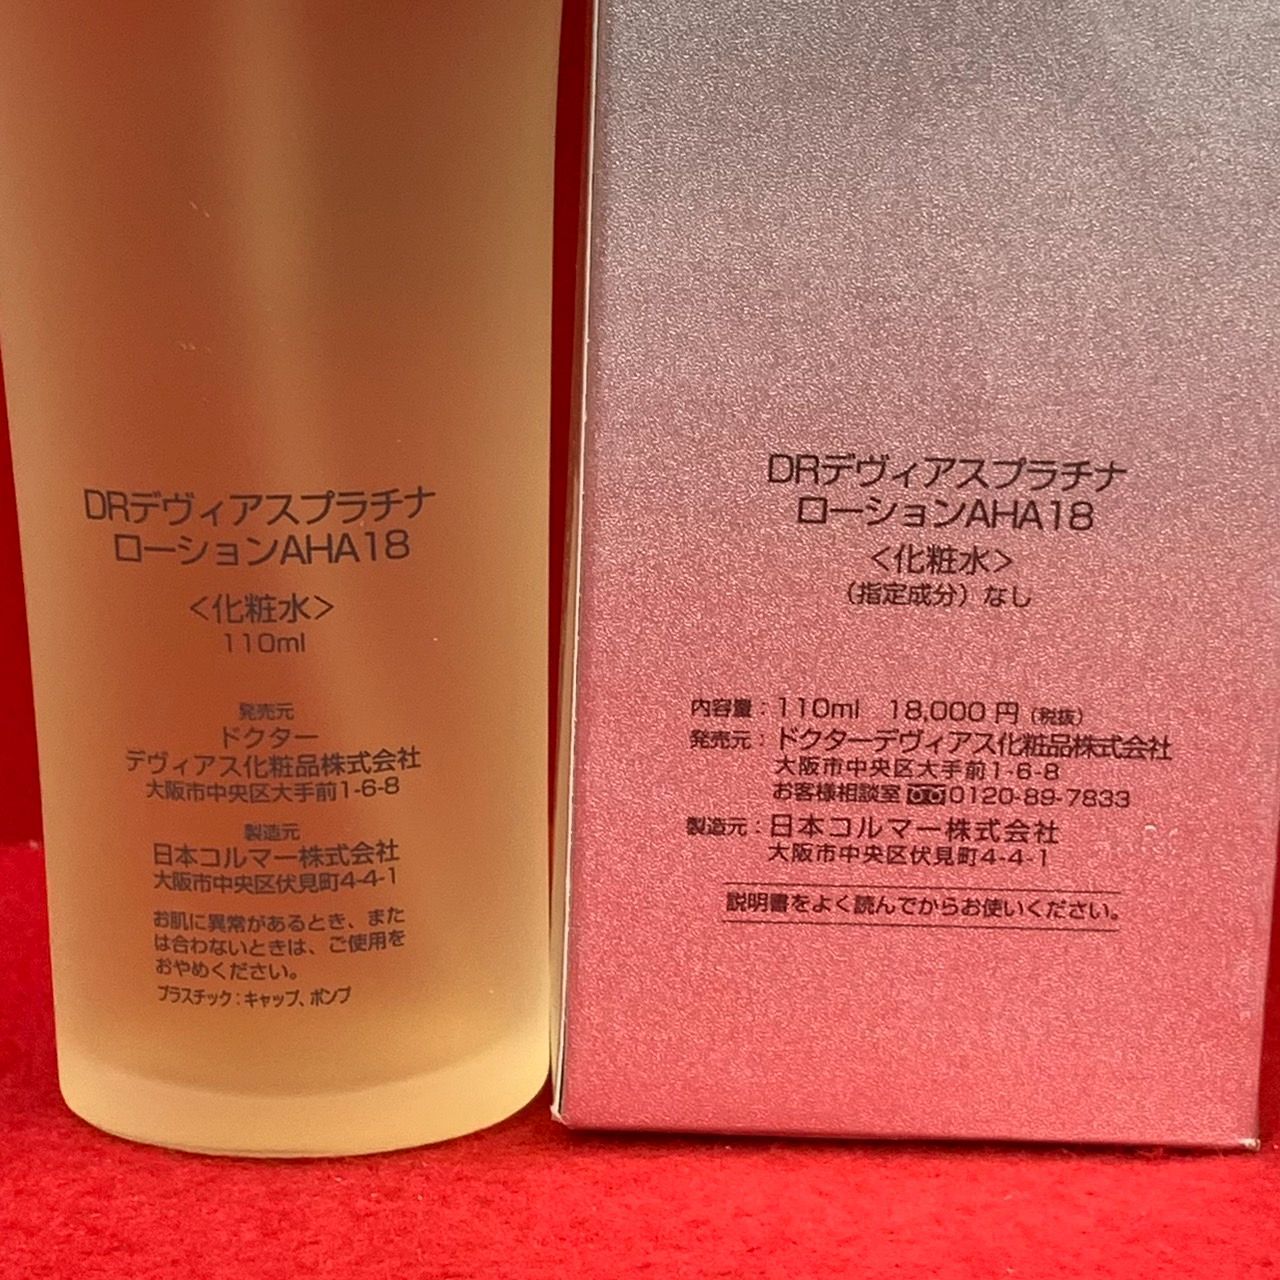 DRデヴィアスプラチナ
ローションAHA18
<化粧水>
110ml
発売元
ドクター
デヴィアス化粧品株式会社
大阪市中央区大手前1-6-8
製造元
日本コルマー株式会社
大阪市中央区伏見町4-4-1
お肌に異常があるとき、また
は合わないときは、ご使用を
おやめください。
プラスチック:キャップ、ポンプ
DRデヴィアスプラチナ
ローションAHA18
<化粧水>
(指定成分)なし
内容量:110ml 18,000円(税抜)
発売元:ドクターデヴィアス化粧品株式会社
大阪市中央区大手前1-6-8
お客様相談室 0120-89-7833
製造元:日本コルマー株式会社
大阪市中央区伏見町4-4-1
説明書をよく読んでからお使いください。